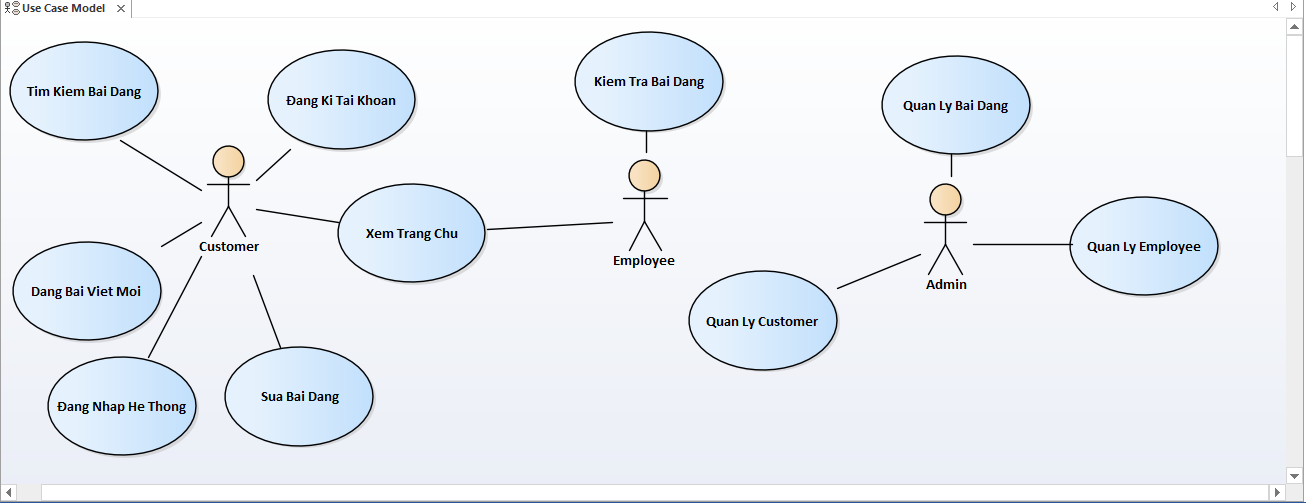 Use Case Model
Tim Kiem Bai Dang
Đang Ki Tai Khoan
Kiem Tra Bai Dang
Quan Ly Bai Dang
Customer
Xem Trang Chu
Employee
Quan Ly Employee
Admin
Dang Bai Viet Moi
Quan Ly Customer
Đang Nhap He Thong
Sua Bai Dang